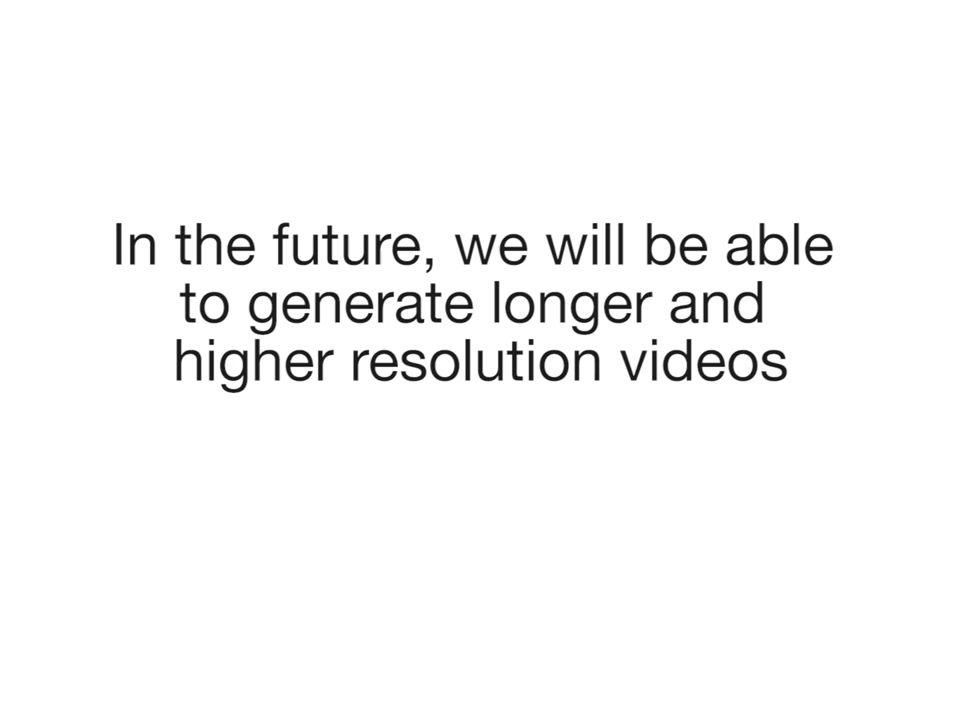 In the future, we will be able
to generate longer and
higher resolution videos